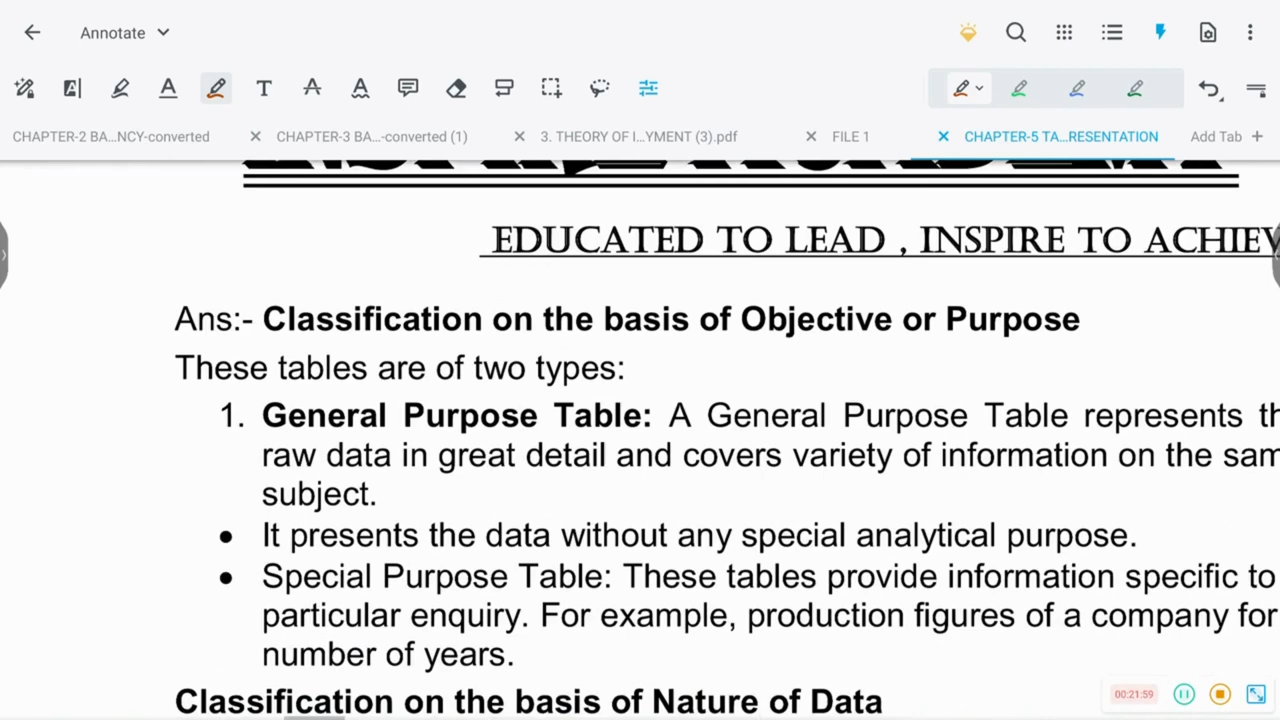 Annotate
CHAPTER-2 BA...NCY-converted
CHAPTER-3 BA...-converted (1)
3. THEORY OF I...YMENT (3).pdf
FILE 1
CHAPTER-5 TA...RESENTATION
Add Tab +
EDUCATED TO LEAD , INSPIRE TO ACHIEV
Ans:- Classification on the basis of Objective or Purpose
These tables are of two types:
1. General Purpose Table: A General Purpose Table represents th
raw data in great detail and covers variety of information on the sam
subject.
• It presents the data without any special analytical purpose.
• Special Purpose Table: These tables provide information specific to
particular enquiry. For example, production figures of a company for
number of years.
Classification on the basis of Nature of Data
00:21:59